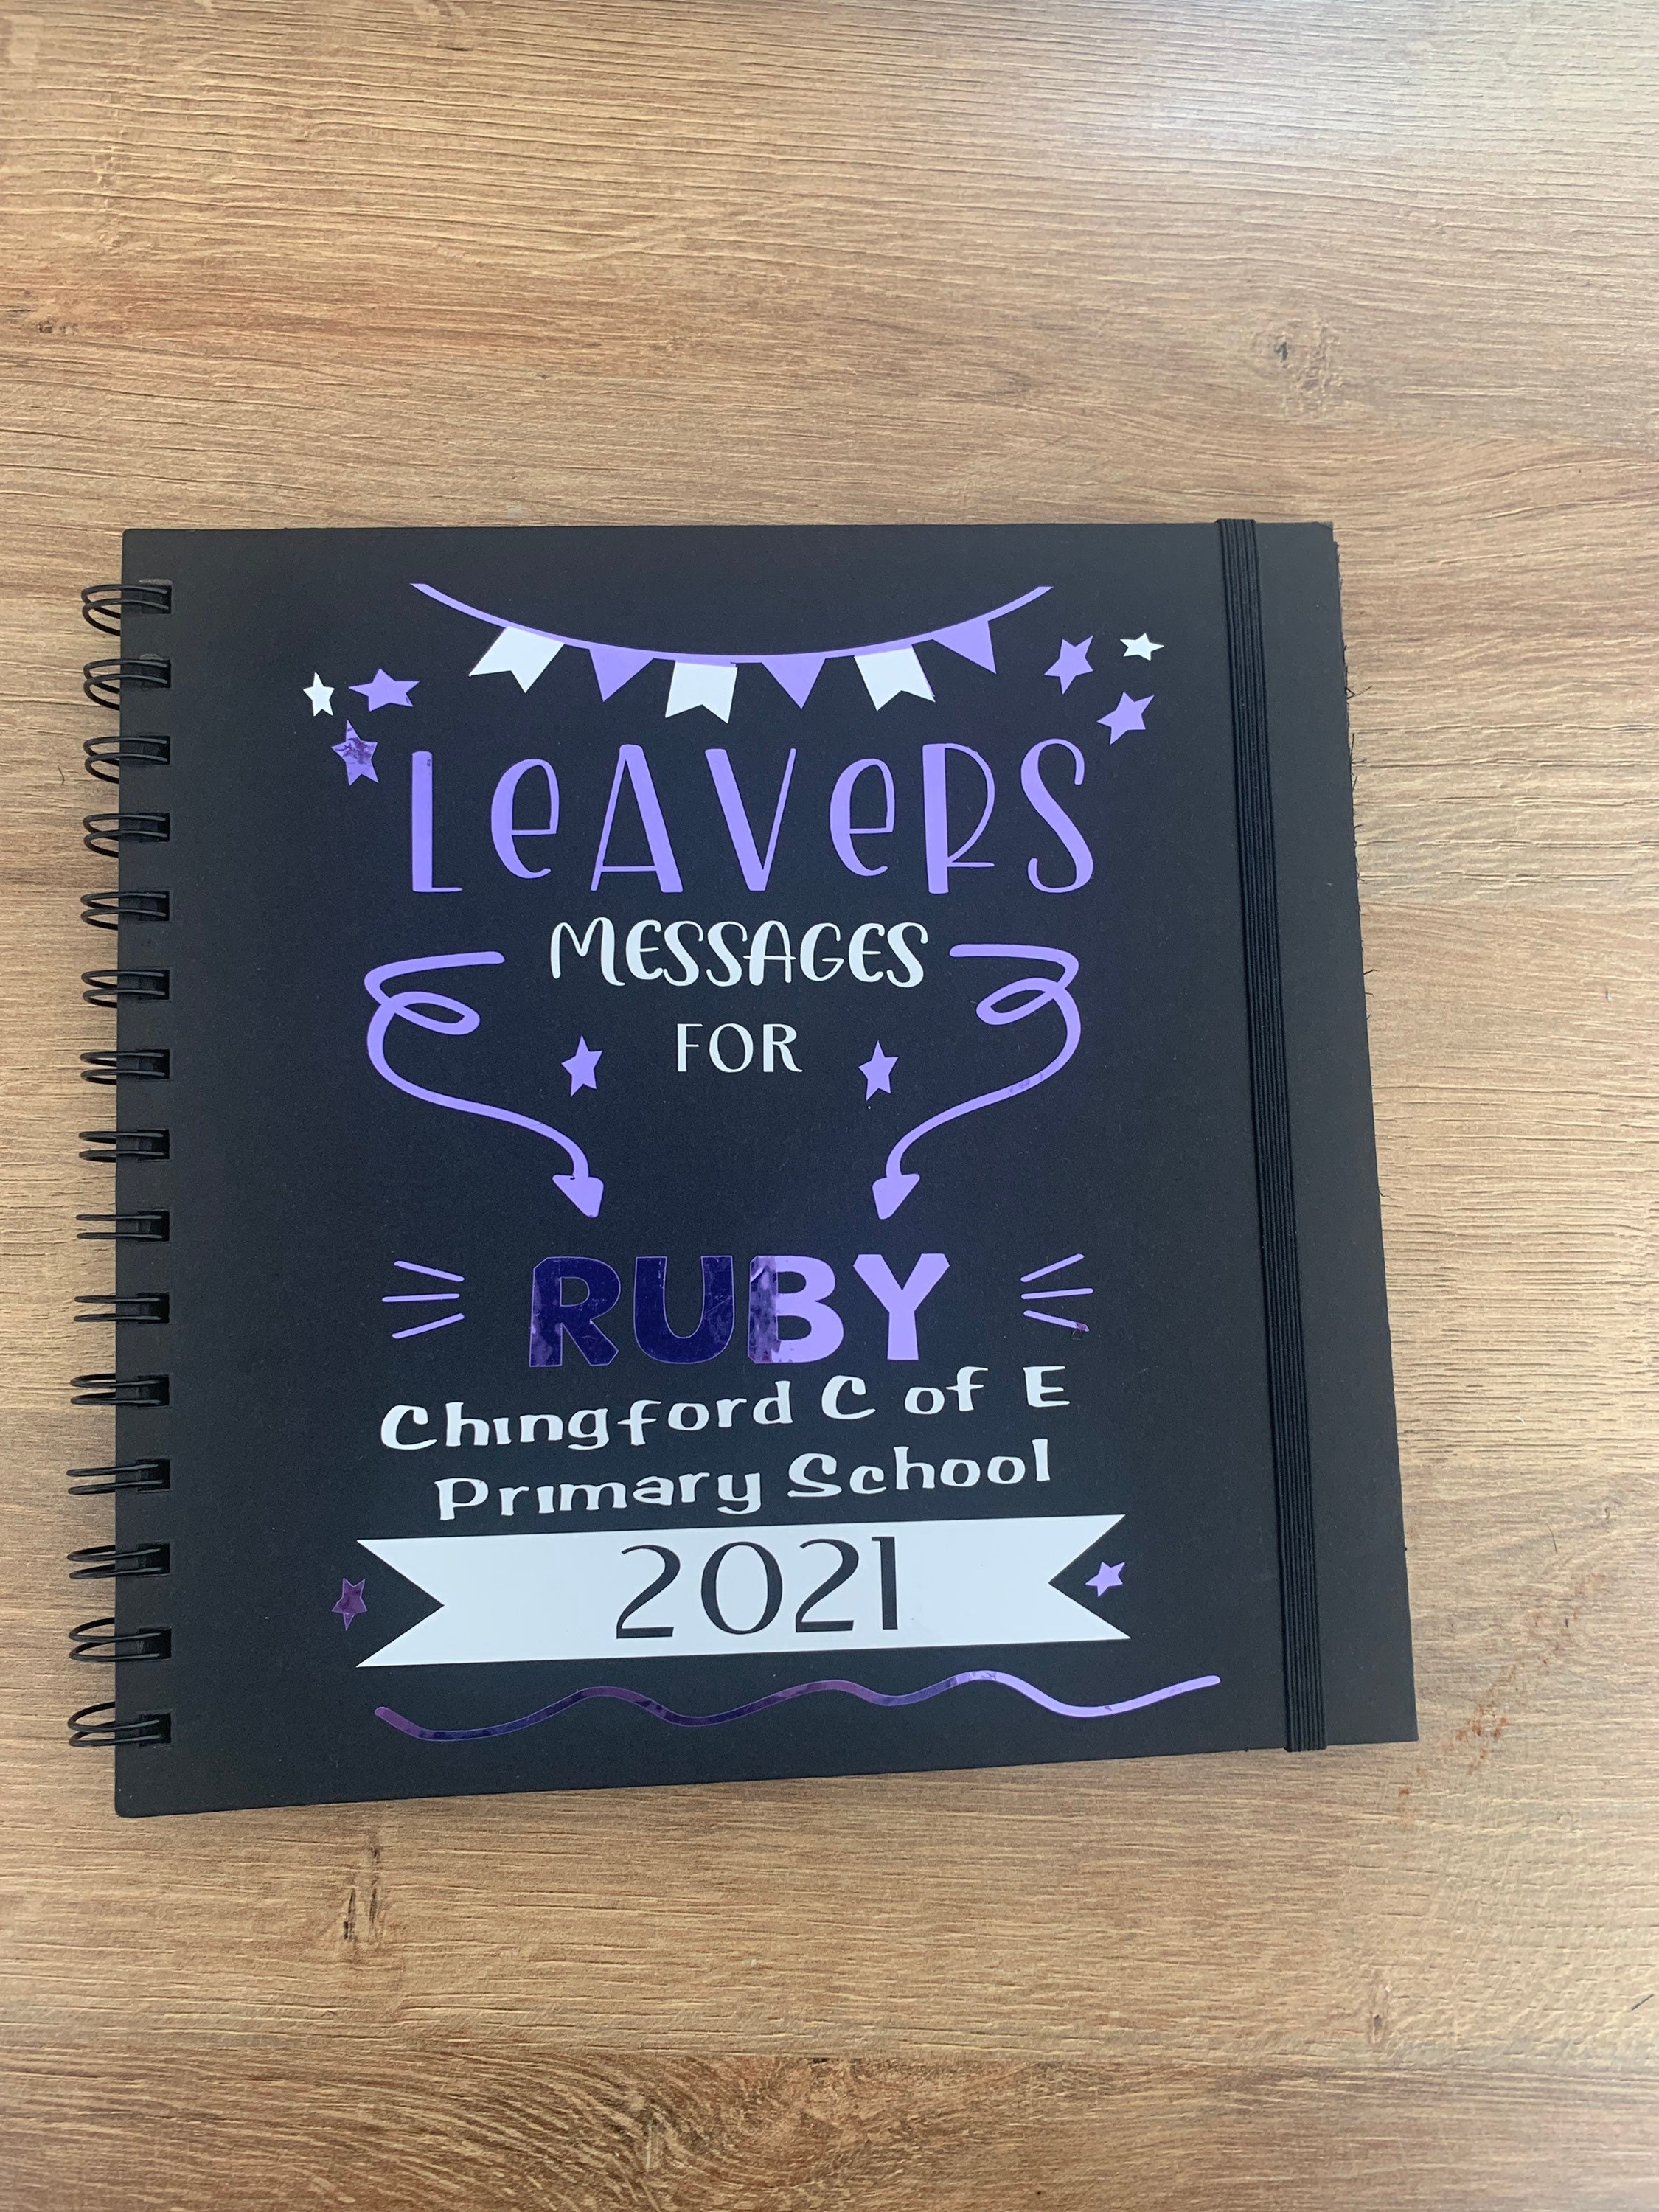 LeAVeRS
MESSAGES
FOR
RUBY
Chingford C of E
Primary School
2021